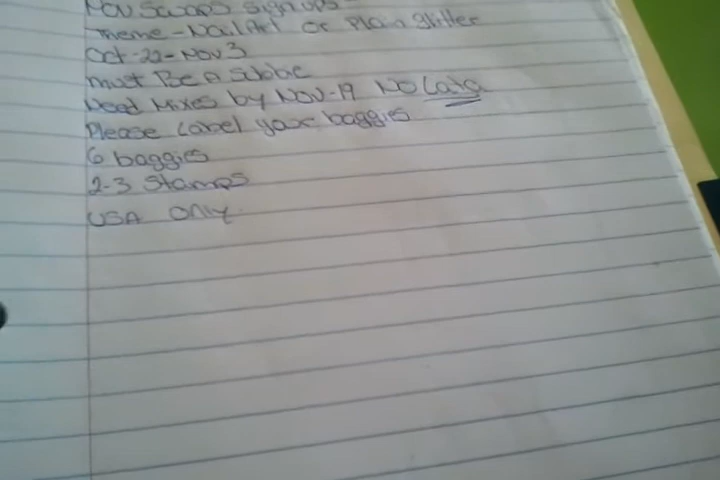 NOV Swaps Sign ups
Theme - Nail Art or Plain Glitter
Oct-22-Nov 3
must Be A Subbie
Need Mixes by NOV-19 NO Late
Please Label your baggies
6 baggies
2-3 Stamps
USA Only.